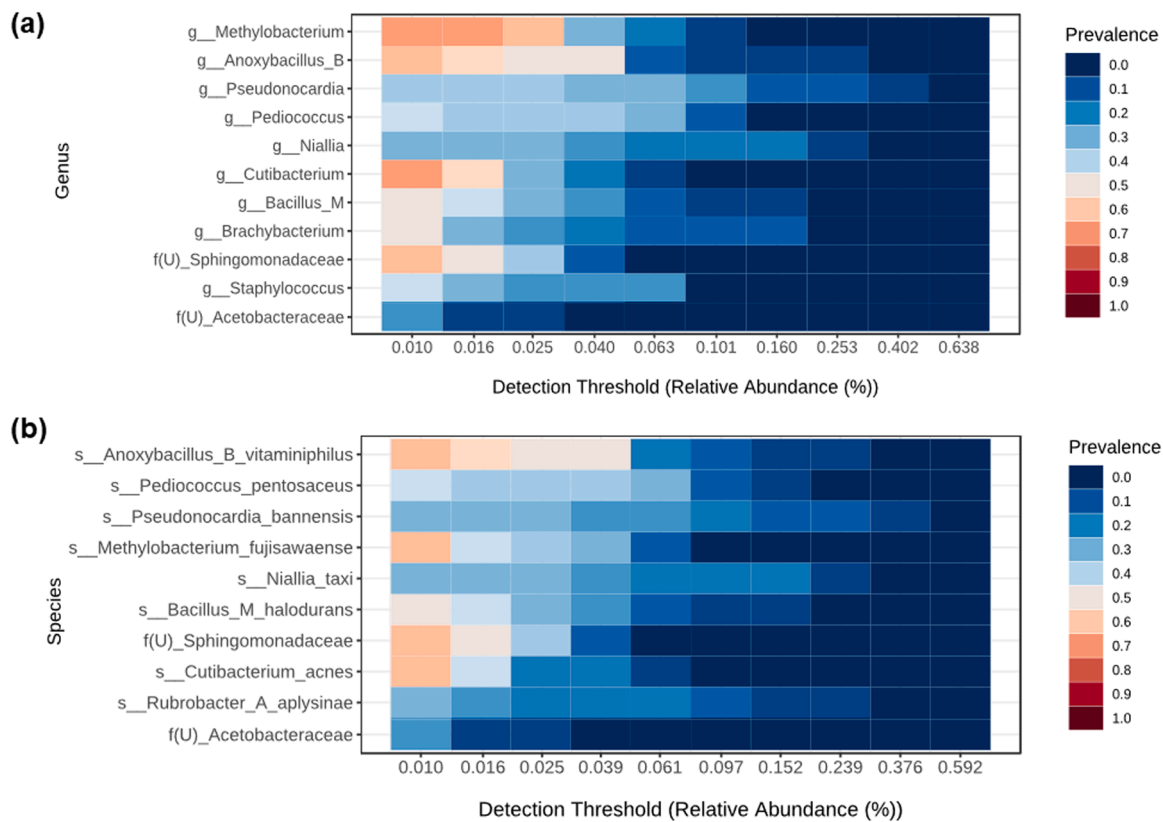 (a)
g__Methylobacterium
g__Anoxybacillus_B
g__Pseudonocardia
g__Pediococcus
g__Niallia
g__Cutibacterium
g__Bacillus_M
g__Brachybacterium
f(U)_Sphingomonadaceae
g__Staphylococcus
f(U)_Acetobacteraceae
Genus
0.010 0.016 0.025 0.040 0.063 0.101 0.160 0.253 0.402 0.638
Detection Threshold (Relative Abundance (%))
Prevalence
0.0
0.1
0.2
0.3
0.4
0.5
0.6
0.7
0.8
0.9
1.0
(b)
s__Anoxybacillus_B_vitaminiphilus
s__Pediococcus_pentosaceus
s__Pseudonocardia_bannensis
s__Methylobacterium_fujisawaense
s__Niallia_taxi
s__Bacillus_M_halodurans
f(U)_Sphingomonadaceae
s__Cutibacterium_acnes
s__Rubrobacter_A_aplysinae
f(U)_Acetobacteraceae
Species
0.010 0.016 0.025 0.039 0.061 0.097 0.152 0.239 0.376 0.592
Detection Threshold (Relative Abundance (%))
Prevalence
0.0
0.1
0.2
0.3
0.4
0.5
0.6
0.7
0.8
0.9
1.0